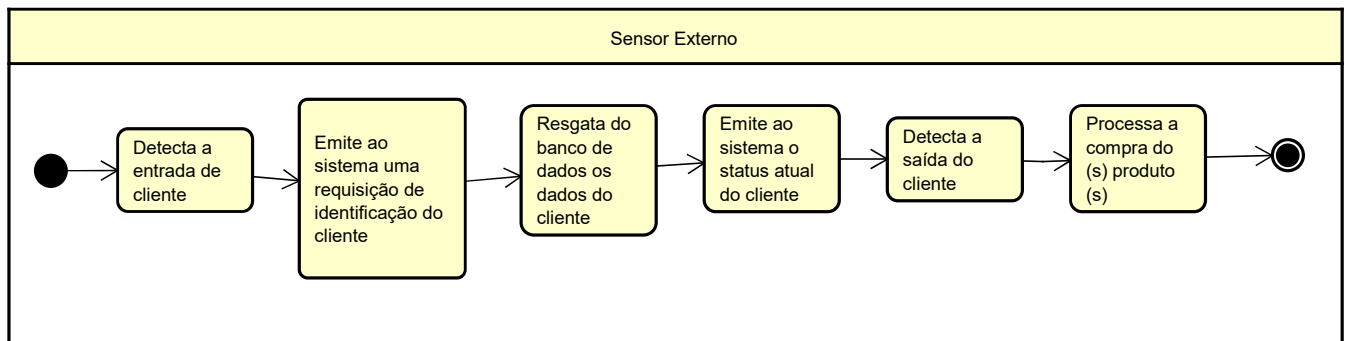 Sensor Externo
Detecta a
entrada de
cliente
Emite ao
sistema uma
requisição de
identificação do
cliente
Resgata do
banco de
dados os
dados do
cliente
Emite ao
sistema o
status atual
do cliente
Detecta a
saída do
cliente
Processa a
compra do
(s) produto
(s)